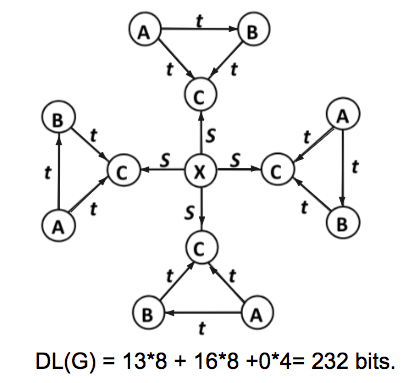 A t B
t t
C
S
B A
t t
t C S X S C t
t t
A S B
C
t t
B A
t
DL(G) = 13*8 + 16*8 +0*4= 232 bits.